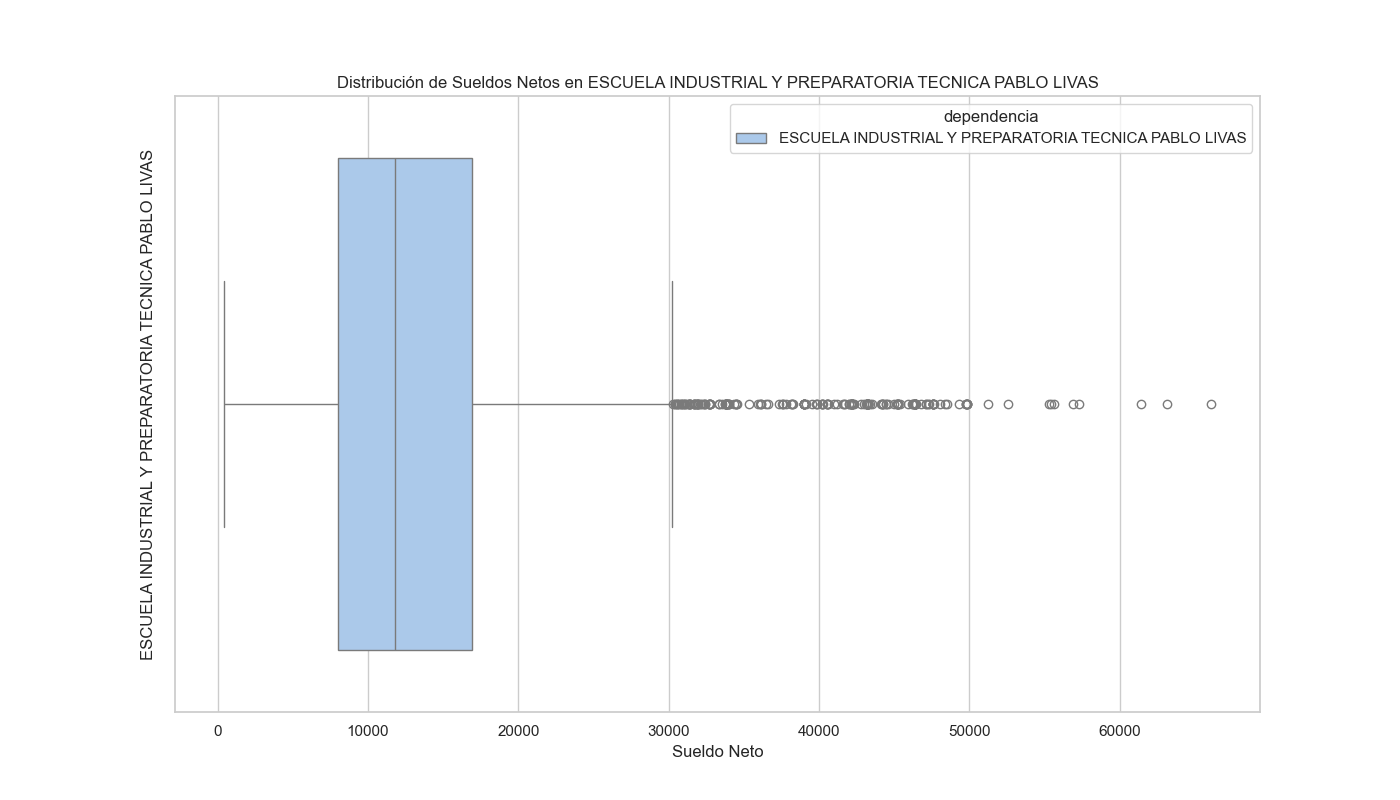 Distribución de Sueldos Netos en ESCUELA INDUSTRIAL Y PREPARATORIA TECNICA PABLO LIVAS
dependencia
ESCUELA INDUSTRIAL Y PREPARATORIA TECNICA PABLO LIVAS
ESCUELA INDUSTRIAL Y PREPARATORIA TECNICA PABLO LIVAS
0 10000 20000 30000 40000 50000 60000
Sueldo Neto